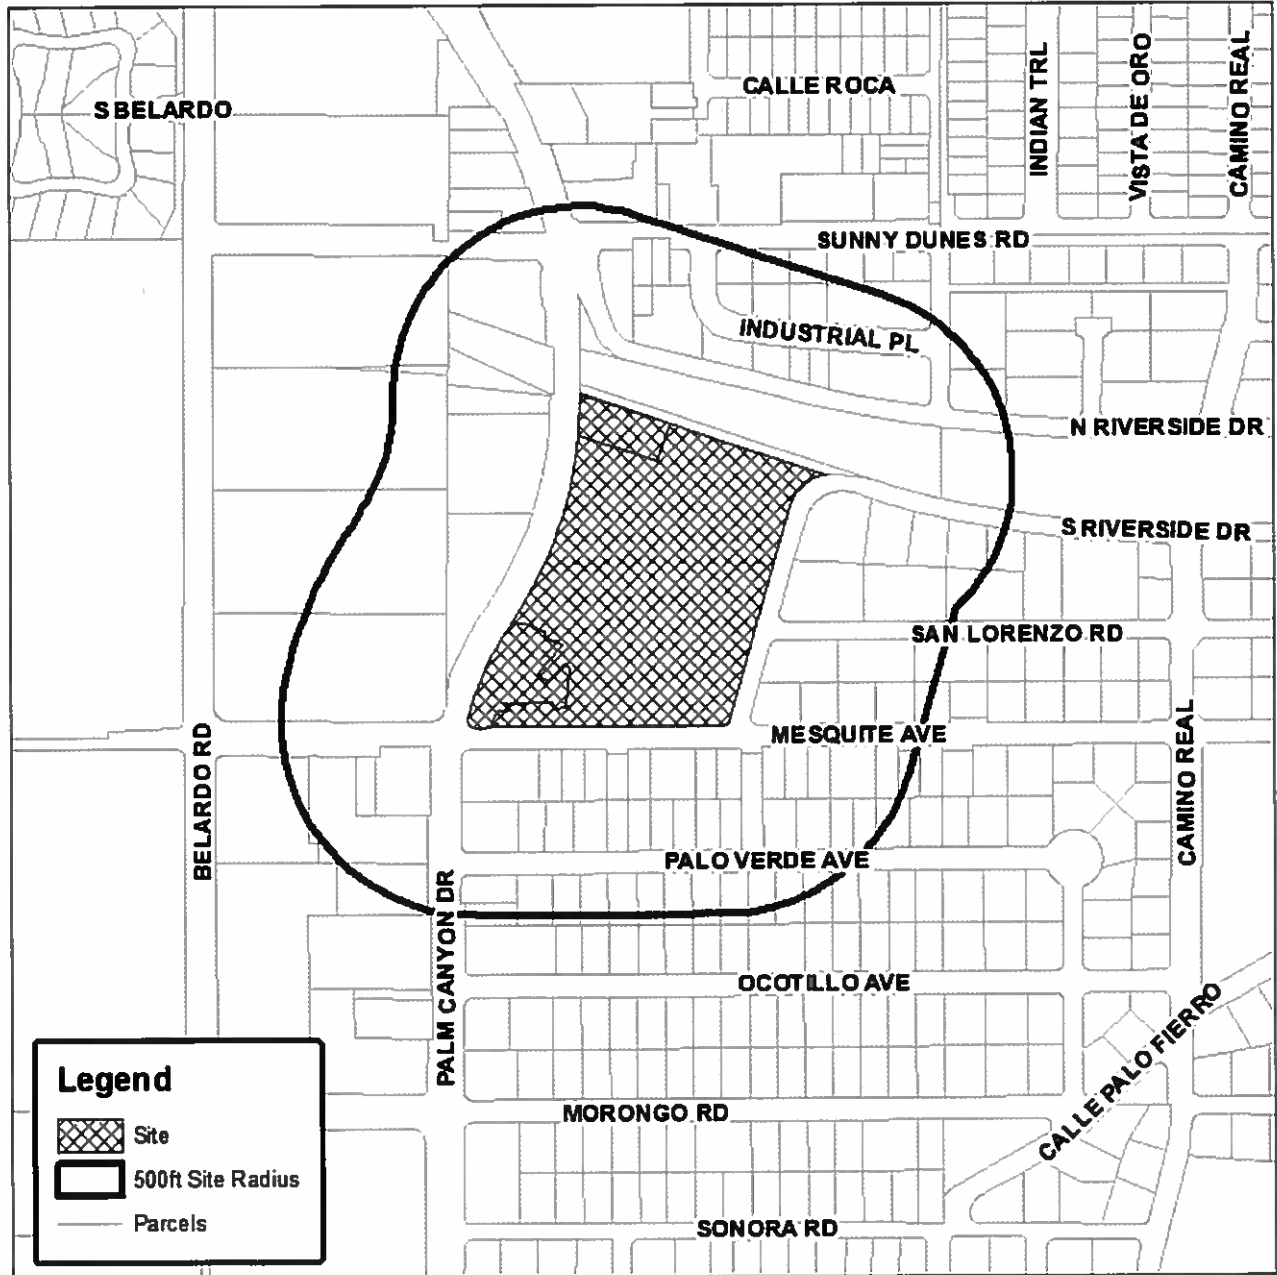 CALLE ROCA
S BELARDO
INDIAN TRL
VISTA DE ORO
CAMINO REAL
SUNNY DUNES RD
INDUSTRIAL PL
N RIVERSIDE DR
S RIVERSIDE DR
SAN LORENZO RD
MESQUITE AVE
BELARDO RD
CAMINO REAL
PALO VERDE AVE
PALM CANYON DR
OCOTILLO AVE
CALLE PALO FIERRO
MORONGO RD
SONORA RD
Legend
Site
500ft Site Radius
Parcels